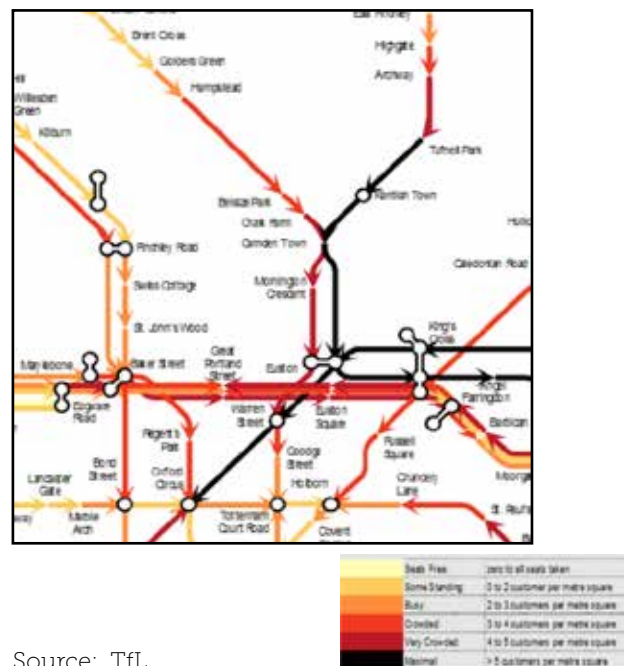 Brent Cross
Golders Green
Hampstead
Highgate
Archway
Willesden
Green
Kilburn
Tufnell Park
Belsize Park
Kentish Town
Chalk Farm
Camden Town
Finchley Road
Caledonian Road
Swiss Cottage
Mornington
Crescent
St. John's Wood
King's
Cross
Marylebone
Baker Street
Great
Portland
Street
Euston
Angel
Farrington
Edgware
Road
Warren
Street
Euston
Square
Barbican
Regent's
Park
Russell
Square
Goodge
Street
Moorga
Bond
Street
Oxford
Circus
Holborn
Chancery
Lane
Lancaster
Gate
St. Paul's
Marble
Arch
Tottenham
Court Road
Covent
Seats Free zero to all seats taken
Some Standing 0 to 2 customer per metre square
Busy 2 to 3 customers per metre square
Crowded 3 to 4 customers per metre square
Very Crowded 4 to 5 customers per metre square
Maximal > 5 customers per metre square
Source: TfL